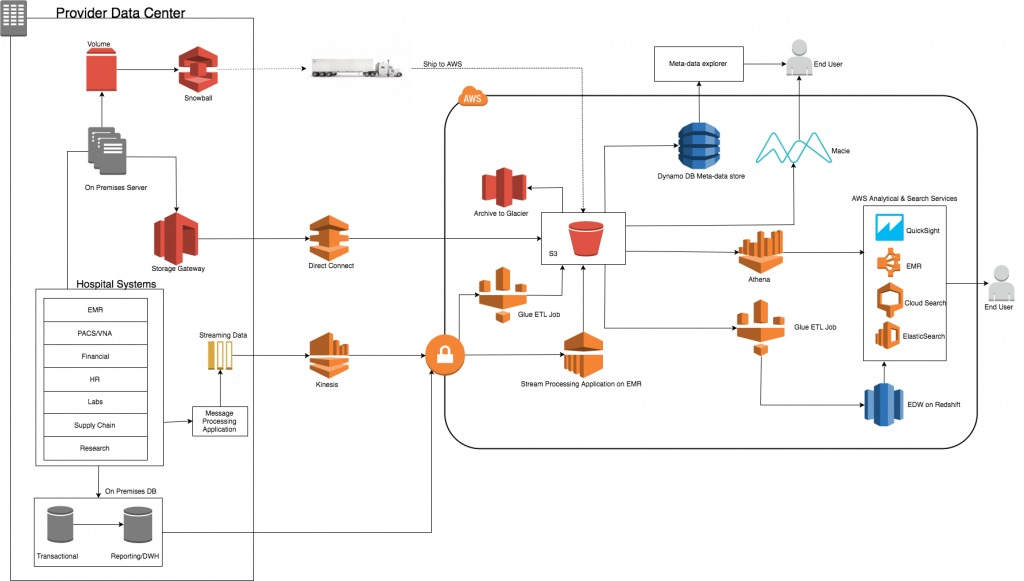 Provider Data Center
Volume
Snowball
Ship to AWS
Meta-data explorer
End User
AWS
On Premises Server
Dynamo DB Meta-data store
Macie
Archive to Glacier
AWS Analytical & Search Services
QuickSight
EMR
Cloud Search
ElasticSearch
End User
Storage Gateway
Direct Connect
S3
Athena
Hospital Systems
EMR
PACS/VNA
Financial
HR
Labs
Supply Chain
Research
Streaming Data
Kinesis
Glue ETL Job
Stream Processing Application on EMR
Glue ETL Job
EDW on Redshift
Message
Processing
Application
On Premises DB
Transactional
Reporting/DWH